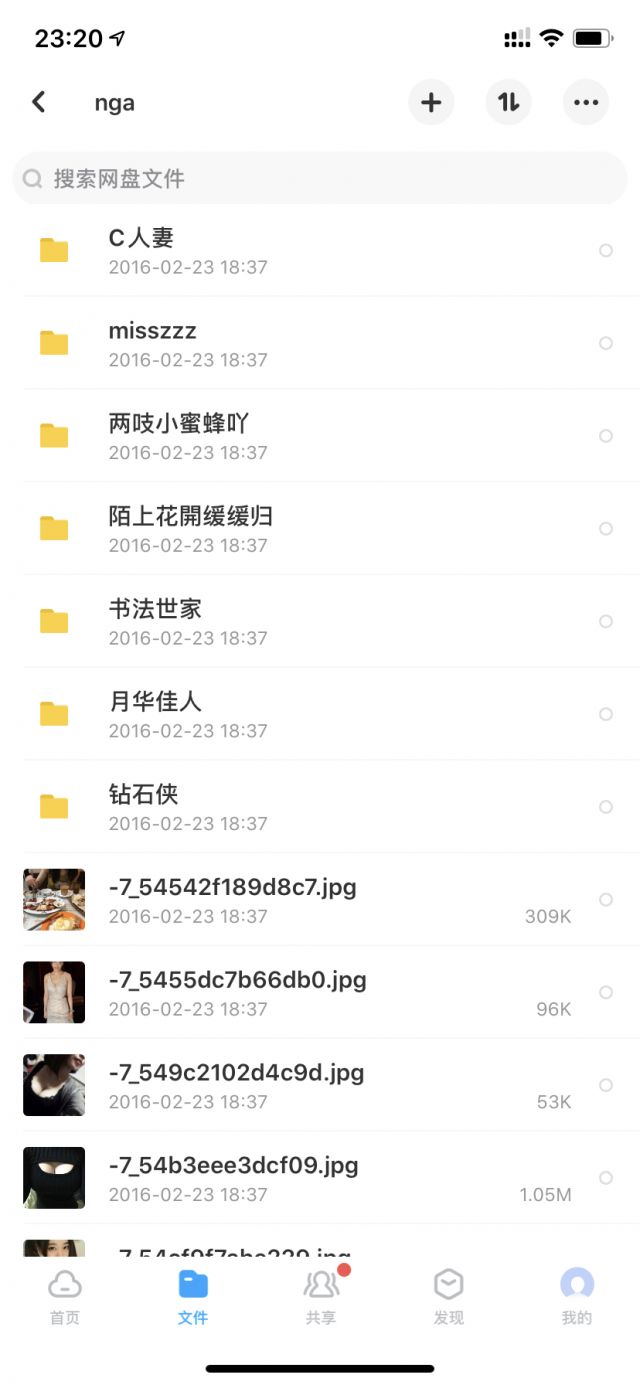 23:20
nga
搜索网盘文件
C人妻
2016-02-23 18:37
misszzz
2016-02-23 18:37
两吱小蜜蜂吖
2016-02-23 18:37
陌上花開缓缓归
2016-02-23 18:37
书法世家
2016-02-23 18:37
月华佳人
2016-02-23 18:37
钻石侠
2016-02-23 18:37
-7_54542f189d8c7.jpg
2016-02-23 18:37 309K
-7_5455dc7b66db0.jpg
2016-02-23 18:37 96K
-7_549c2102d4c9d.jpg
2016-02-23 18:37 53K
-7_54b3eee3dcf09.jpg
2016-02-23 18:37 1.05M
首页 文件 共享 发现 我的